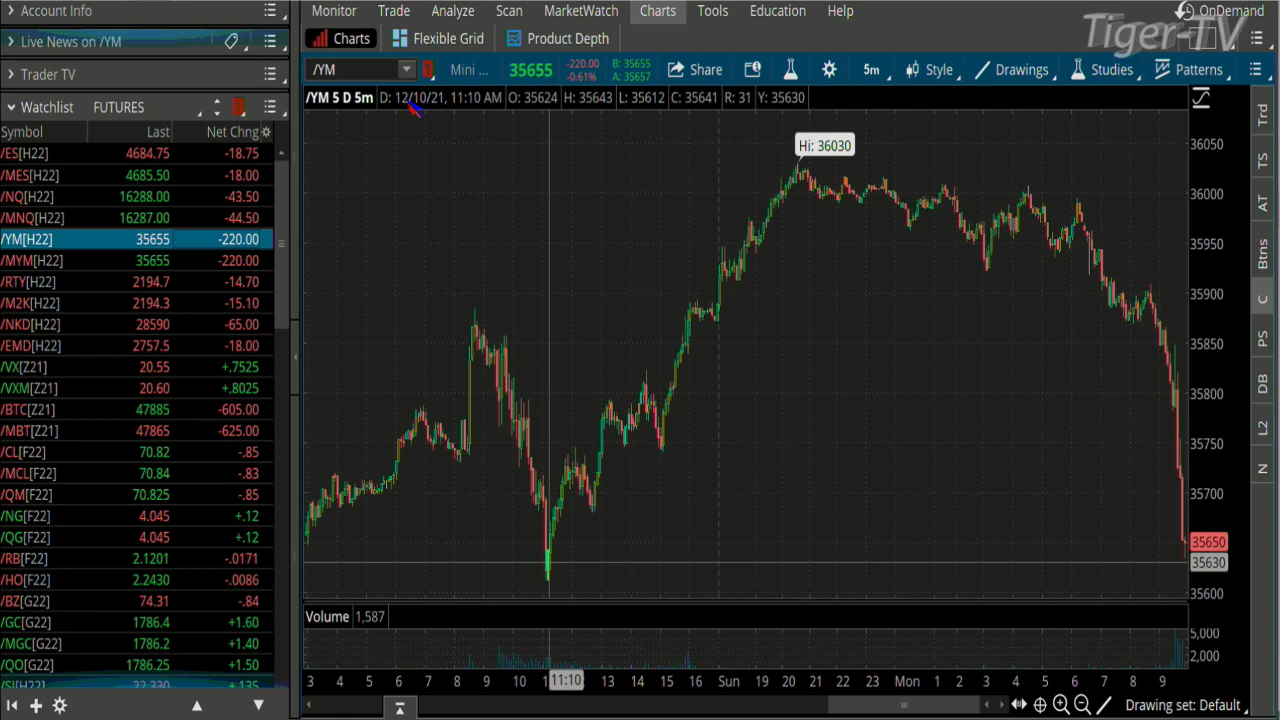 Account Info
Monitor Trade Analyze Scan MarketWatch Charts Tools Education Help
OnDemand
Tiger-TV
Live News on /YM
Charts Flexible Grid Product Depth
Trader TV
/YM Mini ... 35655 -220.00 -0.61% B: 35655 A: 35657 Share 5m Style Drawings Studies Patterns
Watchlist FUTURES
/YM 5 D 5m D: 12/10/21, 11:10 AM O: 35624 H: 35643 L: 35612 C: 35641 R: 31 Y: 35630
Symbol Last Net Chng
/ES[H22] 4684.75 -18.75
/MES[H22] 4685.50 -18.00
/NQ[H22] 16288.00 -43.50
/MNQ[H22] 16287.00 -44.50
/YM[H22] 35655 -220.00
/MYM[H22] 35655 -220.00
/RTY[H22] 2194.7 -14.70
/M2K[H22] 2194.3 -15.10
/NKD[H22] 28590 -65.00
/EMD[H22] 2757.5 -18.00
/VX[Z21] 20.55 +.7525
/VXM[Z21] 20.60 +.8025
/BTC[Z21] 47885 -605.00
/MBT[Z21] 47865 -625.00
/CL[F22] 70.82 -.85
/MCL[F22] 70.84 -.83
/QM[F22] 70.825 -.85
/NG[F22] 4.045 +.12
/QG[F22] 4.045 +.12
/RB[F22] 2.1201 -.0171
/HO[F22] 2.2430 -.0086
/BZ[G22] 74.31 -.84
/GC[G22] 1786.4 +1.60
/MGC[G22] 1786.2 +1.40
/QO[G22] 1786.25 +1.50
/SI[H22] 22.330 +.135
Hi: 36030
36050
36000
35950
35900
35850
35800
35750
35700
35650
35630
35600
Volume 1,587
5,000
2,000
3 4 5 6 7 8 9 11:10 12 13 14 15 16 Sun 19 20 21 22 23 Mon 1 2 3 4 5 6 7 8 9
Drawing set: Default
Trd
TS
AT
Btns
C
PS
DB
L2
N